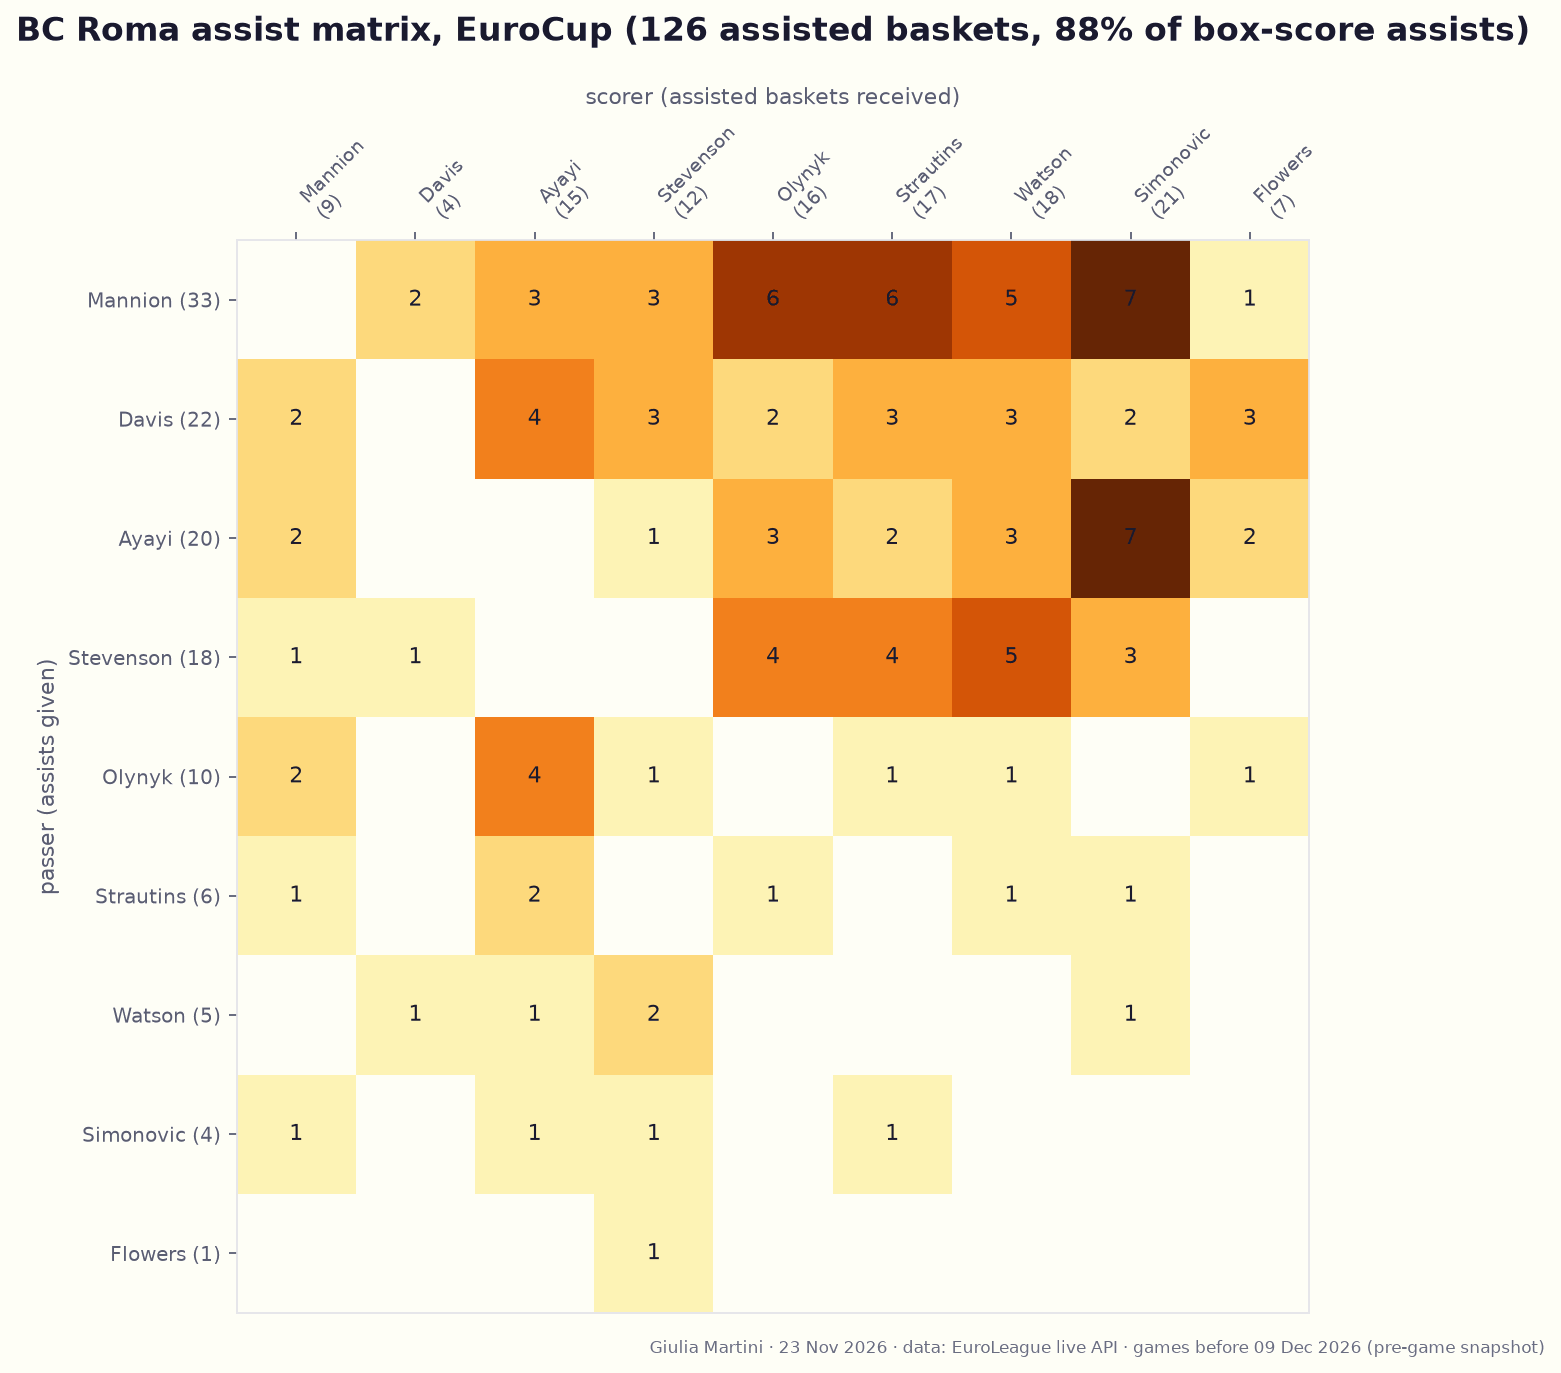 BC Roma assist matrix, EuroCup (126 assisted baskets, 88% of box-score assists)
scorer (assisted baskets received)
Mannion
(9)
Davis
(4)
Ayayi
(15)
Stevenson
(12)
Olynyk
(16)
Strautins
(17)
Watson
(18)
Simonovic
(21)
Flowers
(7)
passer (assists given)
Mannion (33) 2 3 3 6 6 5 7 1
Davis (22) 2 4 3 2 3 3 2 3
Ayayi (20) 2 1 3 2 3 7 2
Stevenson (18) 1 1 4 4 5 3
Olynyk (10) 2 4 1 1 1 1
Strautins (6) 1 2 1 1 1
Watson (5) 1 1 2 1
Simonovic (4) 1 1 1 1
Flowers (1) 1
Giulia Martini · 23 Nov 2026 · data: EuroLeague live API · games before 09 Dec 2026 (pre-game snapshot)